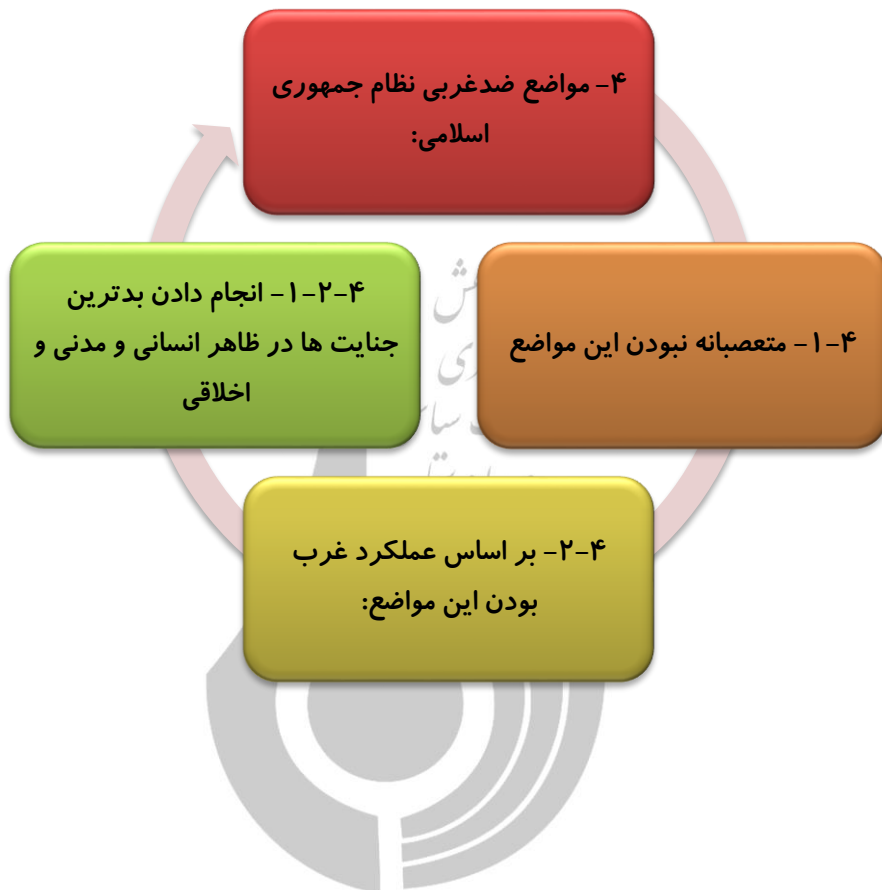 ۴- مواضع ضدغربی نظام جمهوری
اسلامی:
۴-۱- متعصبانه نبودن این مواضع
۴-۲- بر اساس عملکرد غرب
بودن این مواضع:
۴-۲-۱- انجام دادن بدترین
جنایت ها در ظاهر انسانی و مدنی و
اخلاقی